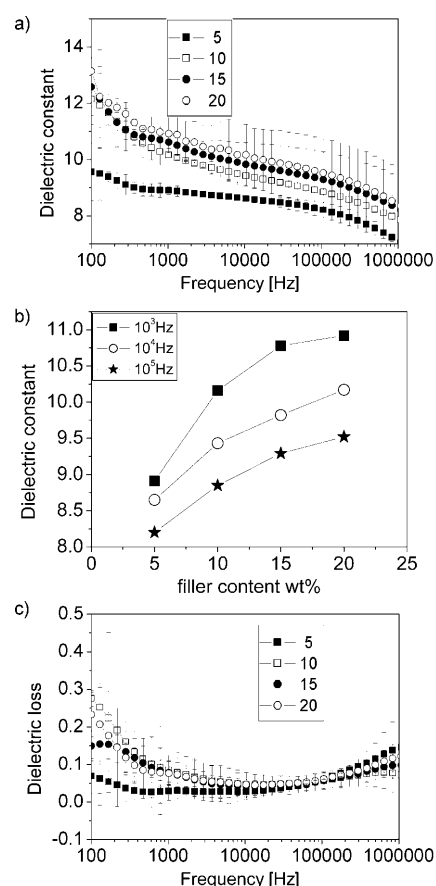 a)
14
12
10
8
Dielectric constant
5
10
15
20
100 1000 10000 100000 1000000
Frequency [Hz]
b)
11.0
10.5
10.0
9.5
9.0
8.5
8.0
Dielectric constant
10³Hz
10⁴Hz
10⁵Hz
0 5 10 15 20 25
filler content wt%
c)
0.5
0.4
0.3
0.2
0.1
0.0
-0.1
Dielectric loss
5
10
15
20
100 1000 10000 100000 1000000
Frequency [Hz]